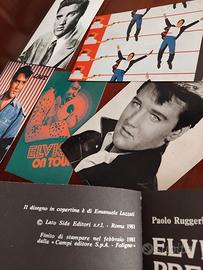 ELVIS
ON TOUR
Il disegno in copertina è di Emanuele Luzzati
© Lato Side Editori s.r.l. - Roma 1981
Finito di stampare nel febbraio 1981
dalla « Campi editore S.p.A. - Foligno »
Paolo Ruggeri
ELVIS